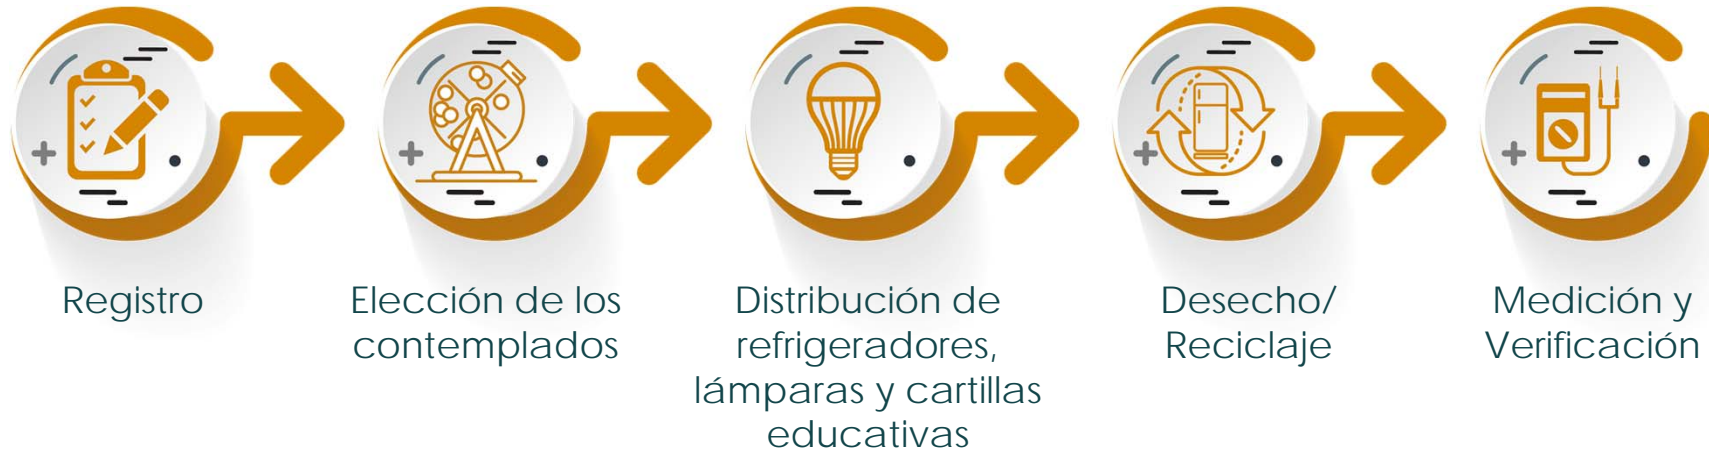 Registro
Elección de los
contemplados
Distribución de
refrigeradores,
lámparas y cartillas
educativas
Desecho/
Reciclaje
Medición y
Verificación